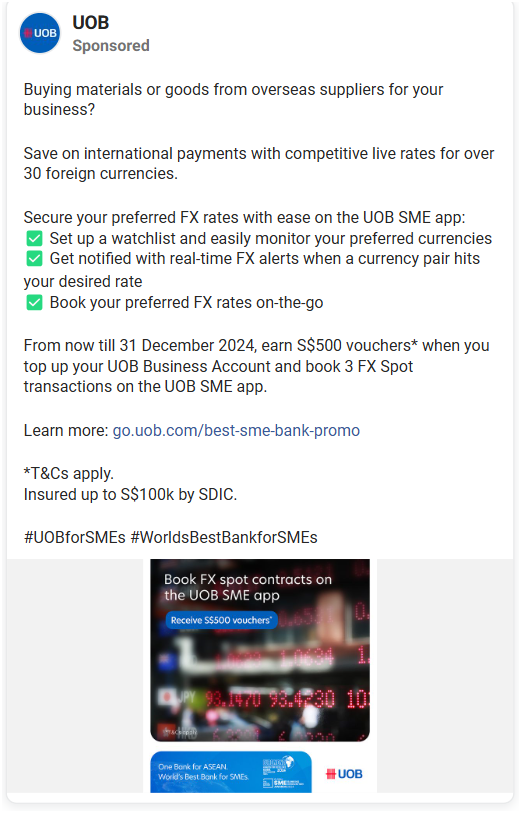 UOB
UOB
Sponsored
Buying materials or goods from overseas suppliers for your
business?
Save on international payments with competitive live rates for over
30 foreign currencies.
Secure your preferred FX rates with ease on the UOB SME app:
✅ Set up a watchlist and easily monitor your preferred currencies
✅ Get notified with real-time FX alerts when a currency pair hits
your desired rate
✅ Book your preferred FX rates on-the-go
From now till 31 December 2024, earn S$500 vouchers* when you
top up your UOB Business Account and book 3 FX Spot
transactions on the UOB SME app.
Learn more: go.uob.com/best-sme-bank-promo
*T&Cs apply.
Insured up to S$100k by SDIC.
#UOBforSMEs #WorldsBestBankforSMEs
Book FX spot contracts on
the UOB SME app
Receive S$500 vouchers*
JPY 93.1470 93.4230 10
*T&Cs apply
One Bank for ASEAN.
World's Best Bank for SMEs.
UOB